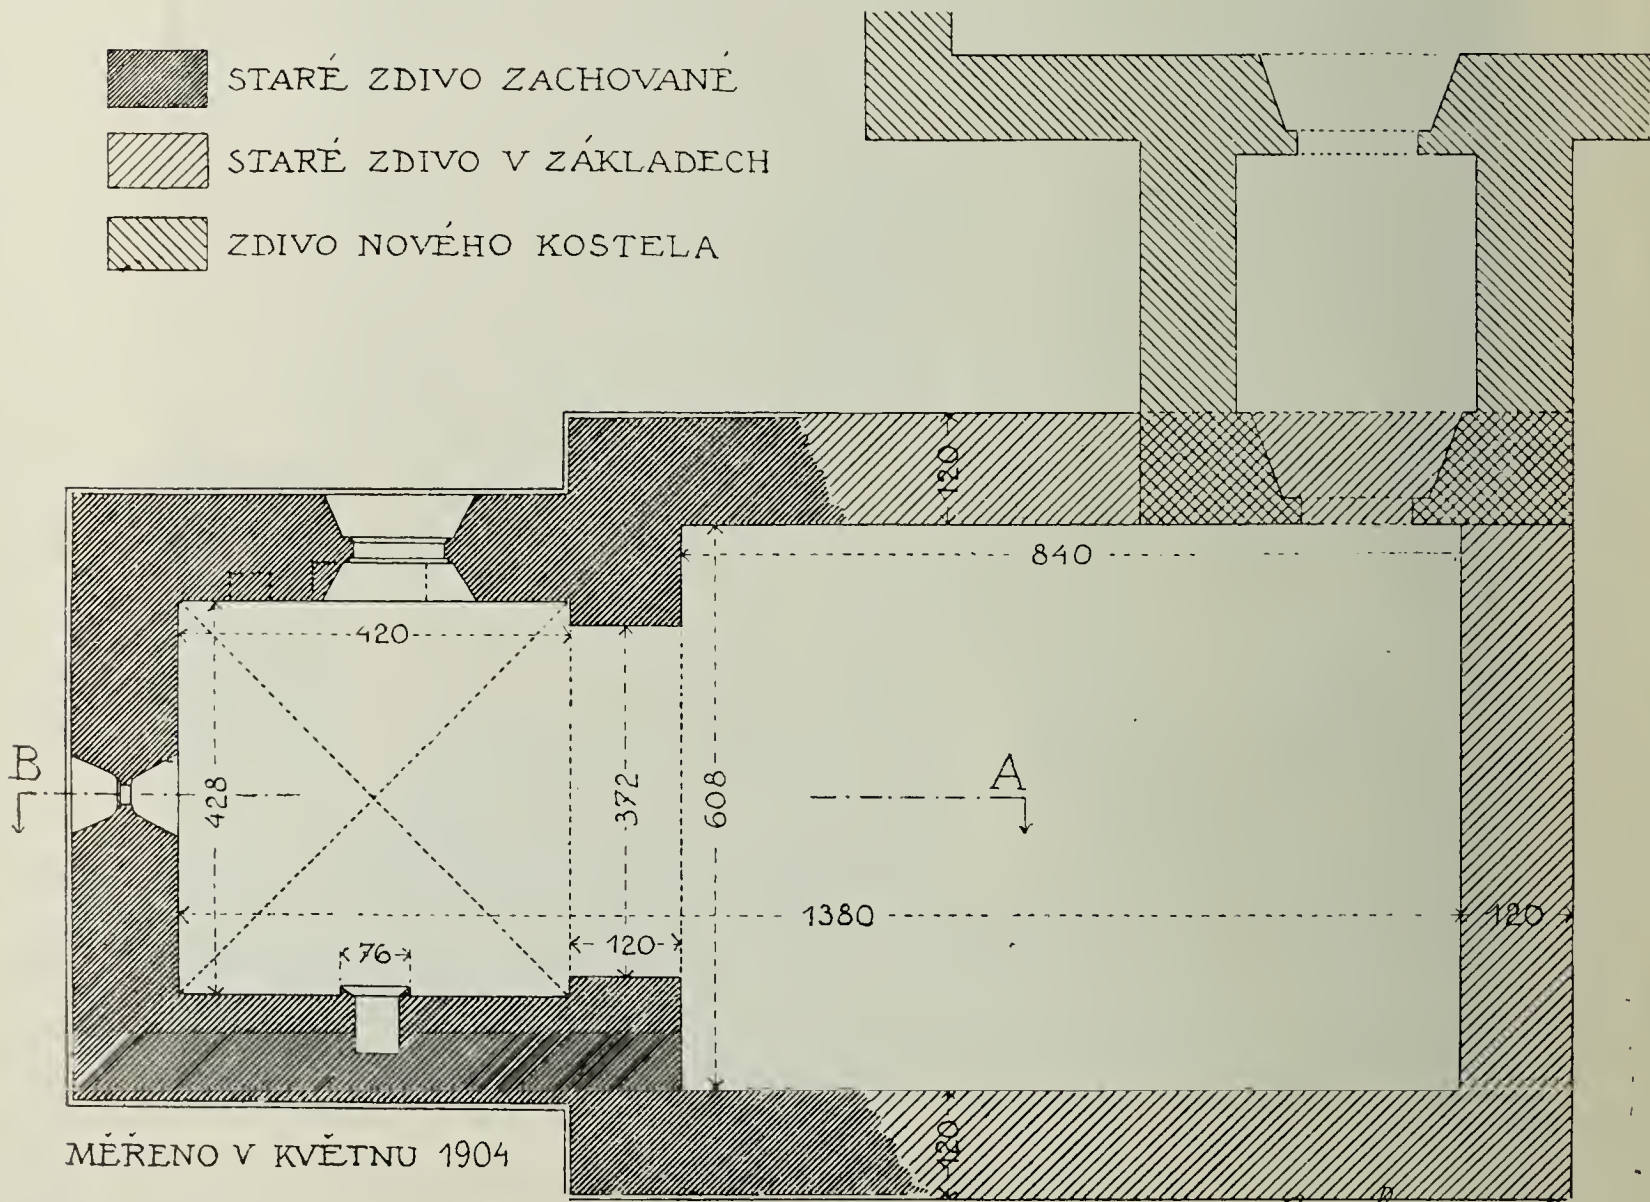 STARÉ ZDIVO ZACHOVANÉ
STARÉ ZDIVO V ZÁKLADECH
ZDIVO NOVÉHO KOSTELA
120
840
420
B
428
372
608
A
1380
120
76
120
120
MĚŘENO V KVĚTNU 1904